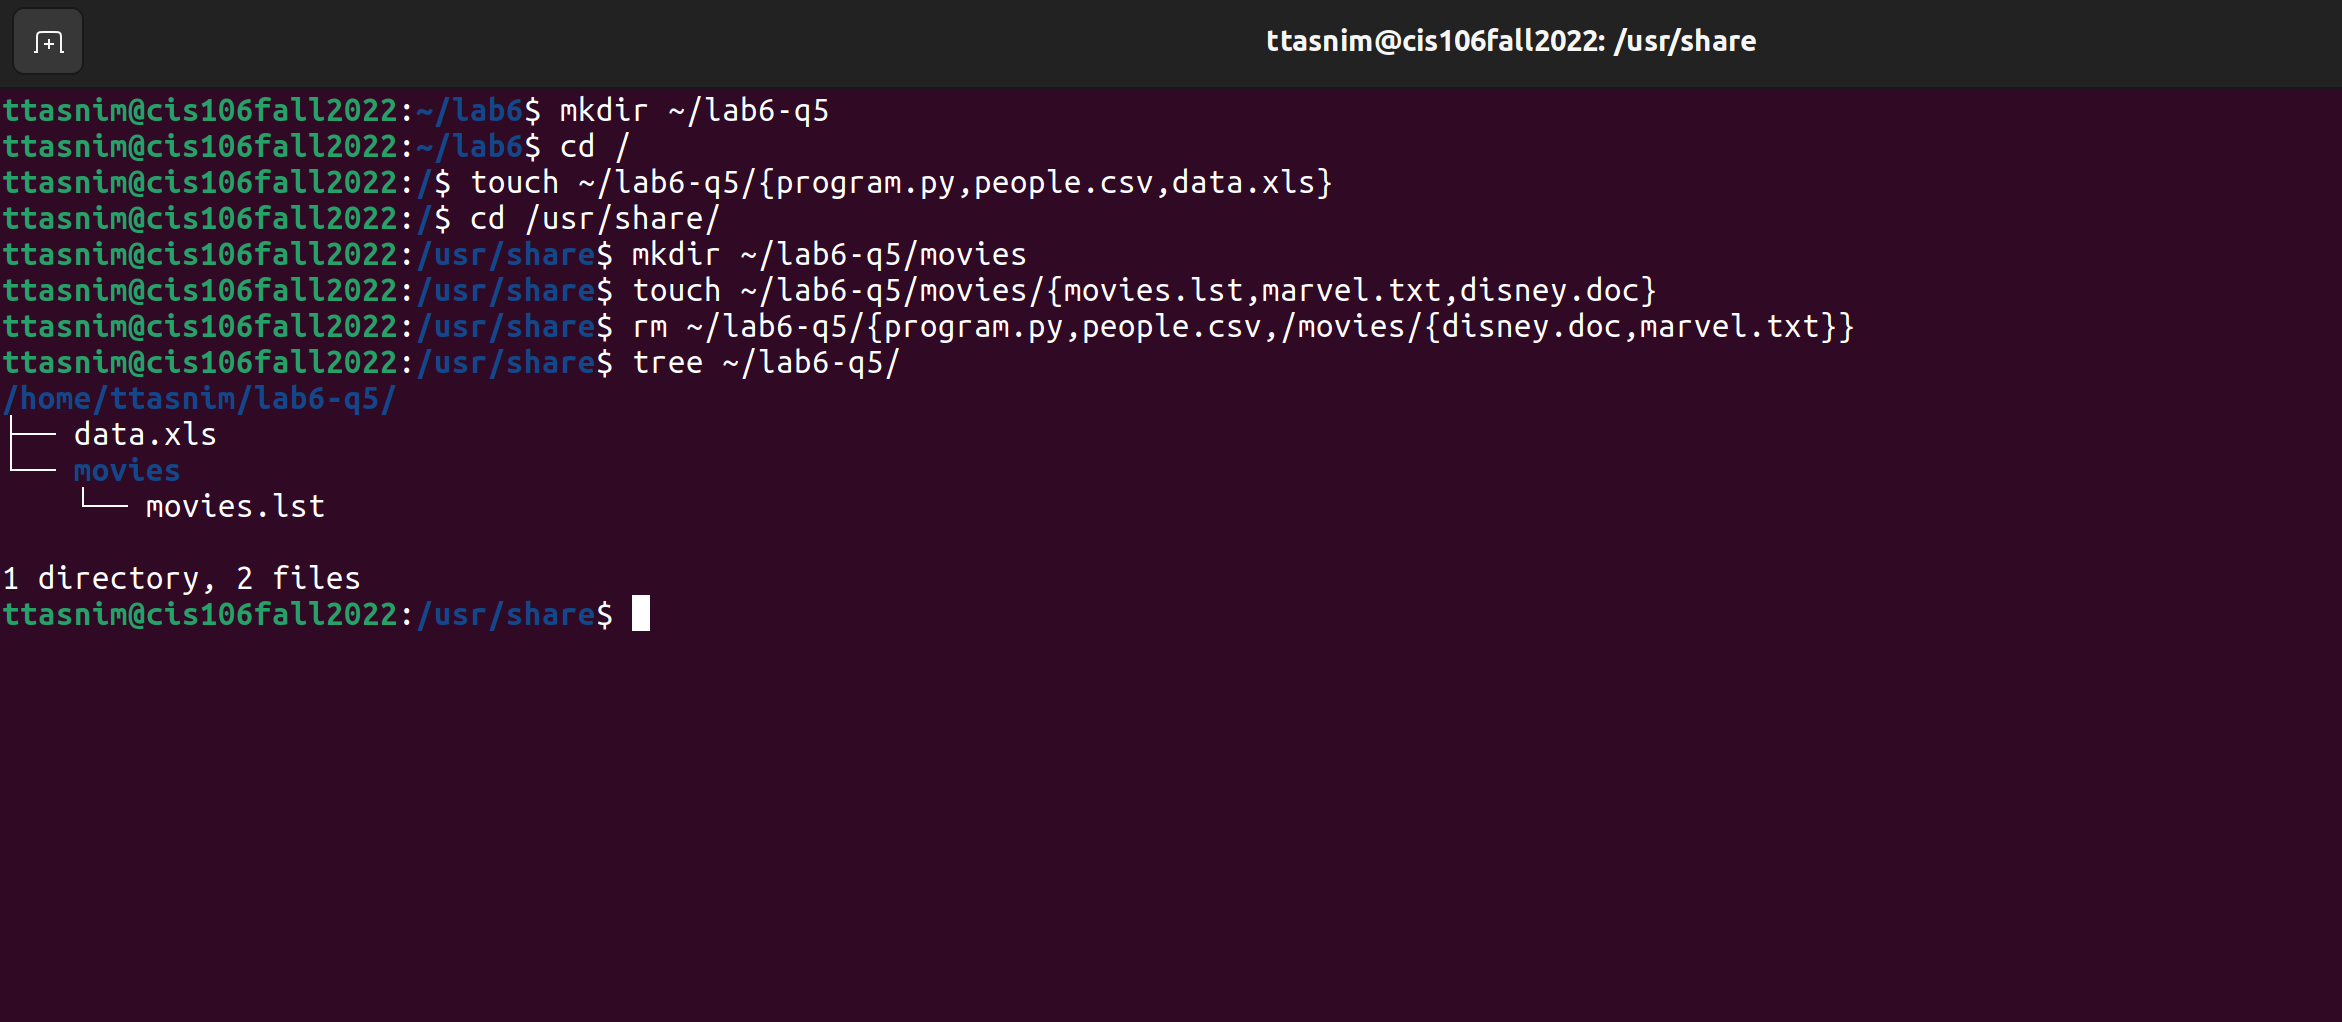 ttasnim@cis106fall2022: /usr/share
ttasnim@cis106fall2022:~/lab6$ mkdir ~/lab6-q5
ttasnim@cis106fall2022:~/lab6$ cd /
ttasnim@cis106fall2022:/$ touch ~/lab6-q5/{program.py,people.csv,data.xls}
ttasnim@cis106fall2022:/$ cd /usr/share/
ttasnim@cis106fall2022:/usr/share$ mkdir ~/lab6-q5/movies
ttasnim@cis106fall2022:/usr/share$ touch ~/lab6-q5/movies/{movies.lst,marvel.txt,disney.doc}
ttasnim@cis106fall2022:/usr/share$ rm ~/lab6-q5/{program.py,people.csv,/movies/{disney.doc,marvel.txt}}
ttasnim@cis106fall2022:/usr/share$ tree ~/lab6-q5/
/home/ttasnim/lab6-q5/
├── data.xls
└── movies
    └── movies.lst
1 directory, 2 files
ttasnim@cis106fall2022:/usr/share$